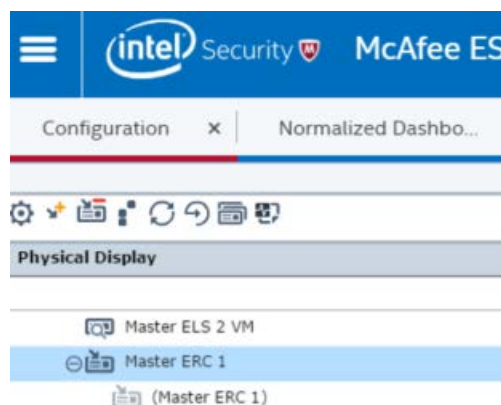 intel Security McAfee ES
Configuration × Normalized Dashbo...
Physical Display
Master ELS 2 VM
Master ERC 1
(Master ERC 1)